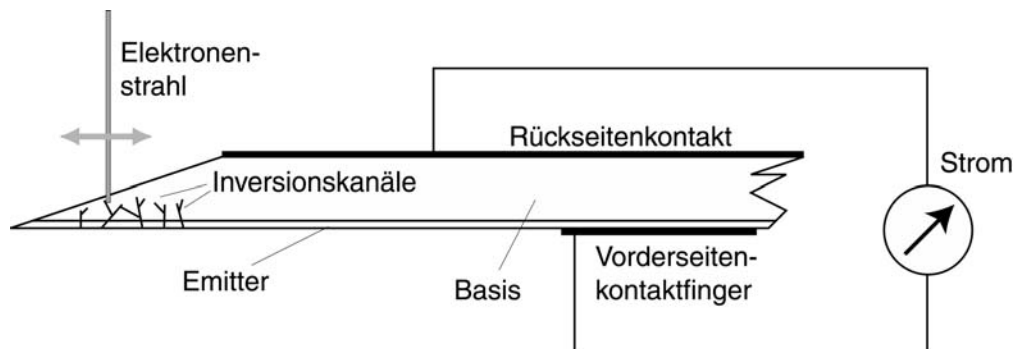 Elektronen-
strahl
Rückseitenkontakt
Strom
Inversionskanäle
Emitter
Basis
Vorderseiten-
kontaktfinger